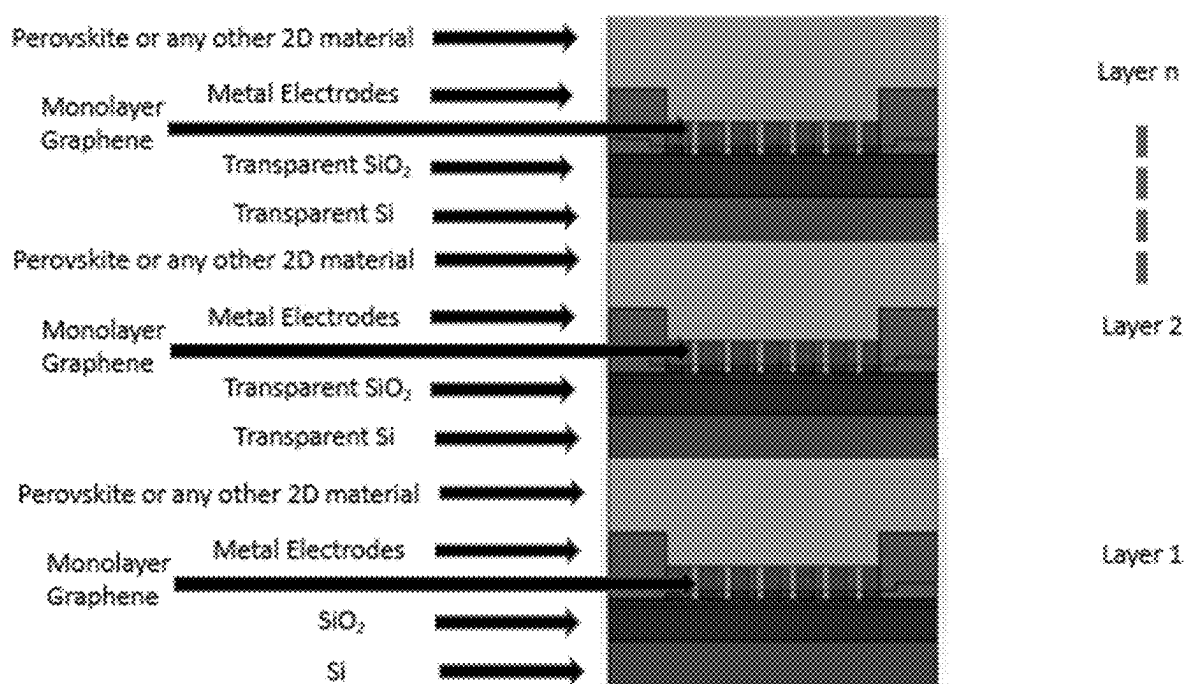 Perovskite or any other 2D material
Layer n
Metal Electrodes
Monolayer
Graphene
Transparent SiO₂
Transparent Si
Perovskite or any other 2D material
Metal Electrodes
Layer 2
Monolayer
Graphene
Transparent SiO₂
Transparent Si
Perovskite or any other 2D material
Metal Electrodes
Layer 1
Monolayer
Graphene
SiO₂
Si